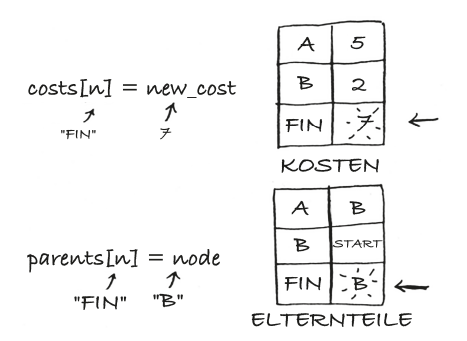 costs[n] = new_cost
"FIN" 7
A 5
B 2
FIN 7
KOSTEN
parents[n] = node
"FIN" "B"
A B
B START
FIN B
ELTERNTEILE